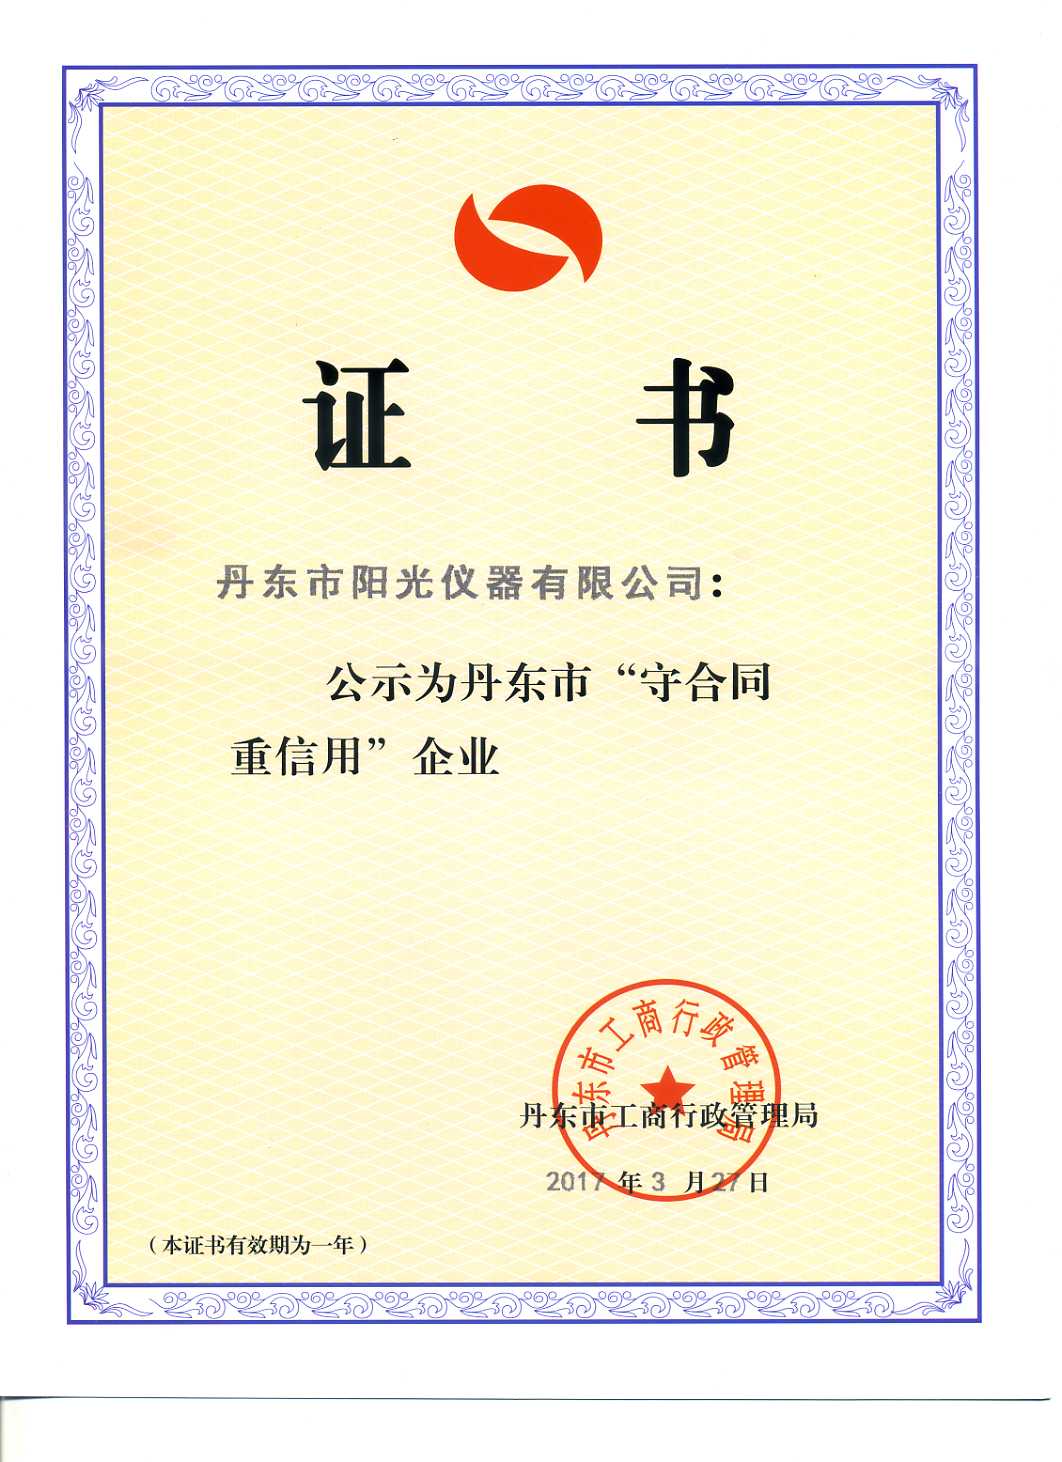 证 书
丹东市阳光仪器有限公司：
公示为丹东市“守合同
重信用”企业
丹东市工商行政管理局
丹东市工商行政管理局
2017 年 3 月 27 日
（本证书有效期为一年）